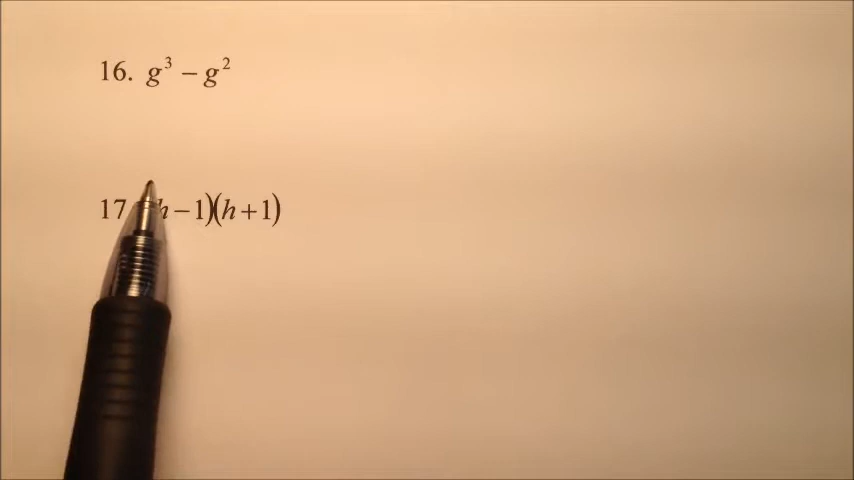 16. g³ − g²
17 h − 1)(h + 1)